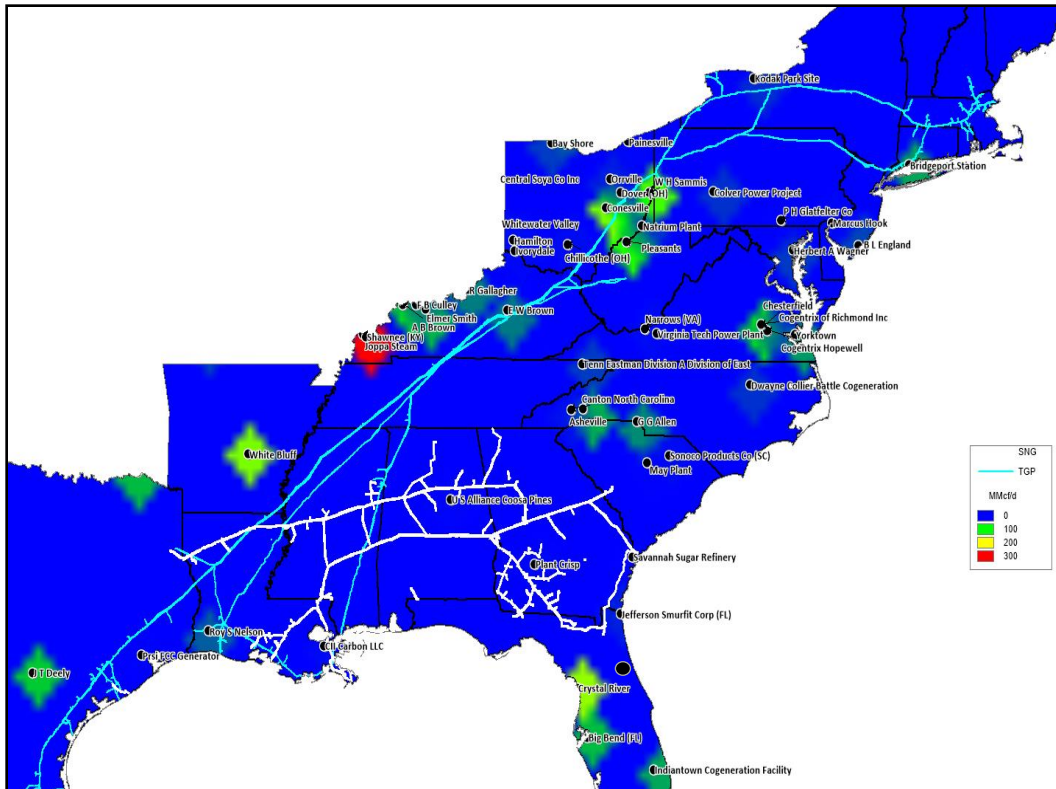 Kodak Park Site
Bay Shore
Painesville
Bridgeport Station
Central Soya Co Inc
Orrville
W H Sammis
Dover (OH)
Colver Power Project
Conesville
P H Glatfelter Co
Marcus Hook
Whitewater Valley
Natrium Plant
Hamilton
Ivorydale
Pleasants
B L England
Chillicothe (OH)
Herbert A Wagner
R Gallagher
F B Culley
E W Brown
Chesterfield
Elmer Smith
Cogentrix of Richmond Inc
A B Brown
Narrows (VA)
Shawnee (KY)
Virginia Tech Power Plant
Yorktown
Joppa Steam
Cogentrix Hopewell
Tenn Eastman Division A Division of East
Dwayne Collier Battle Cogeneration
Canton North Carolina
Asheville
G G Allen
White Bluff
Sonoco Products Co (SC)
May Plant
SNG
TGP
U S Alliance Coosa Pines
MMcf/d
0
100
200
300
Savannah Sugar Refinery
Plant Crisp
Jefferson Smurfit Corp (FL)
Roy S Nelson
CII Carbon LLC
Prsi FCC Generator
J T Deely
Crystal River
Big Bend (FL)
Indiantown Cogeneration Facility